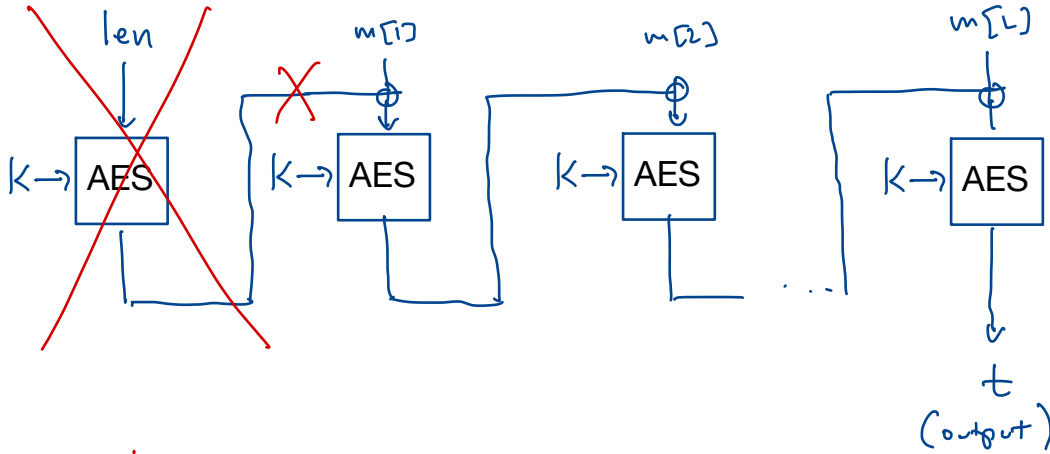 len m[1] m[2] m[L]
K → AES K → AES K → AES K → AES
. . . .
t
(output)